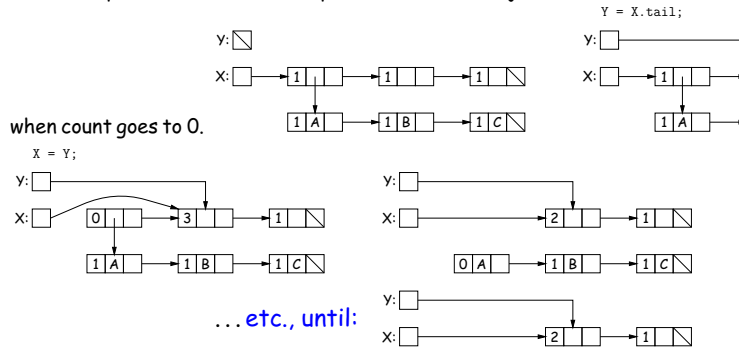 Y = X.tail;
Y:
Y:
X: 1 1 1
X: 1
1 A 1 B 1 C
1 A
when count goes to 0.
X = Y;
Y:
Y:
X: 0 3 1
X: 2 1
1 A 1 B 1 C
0 A 1 B 1 C
...etc., until:
Y:
X: 2 1